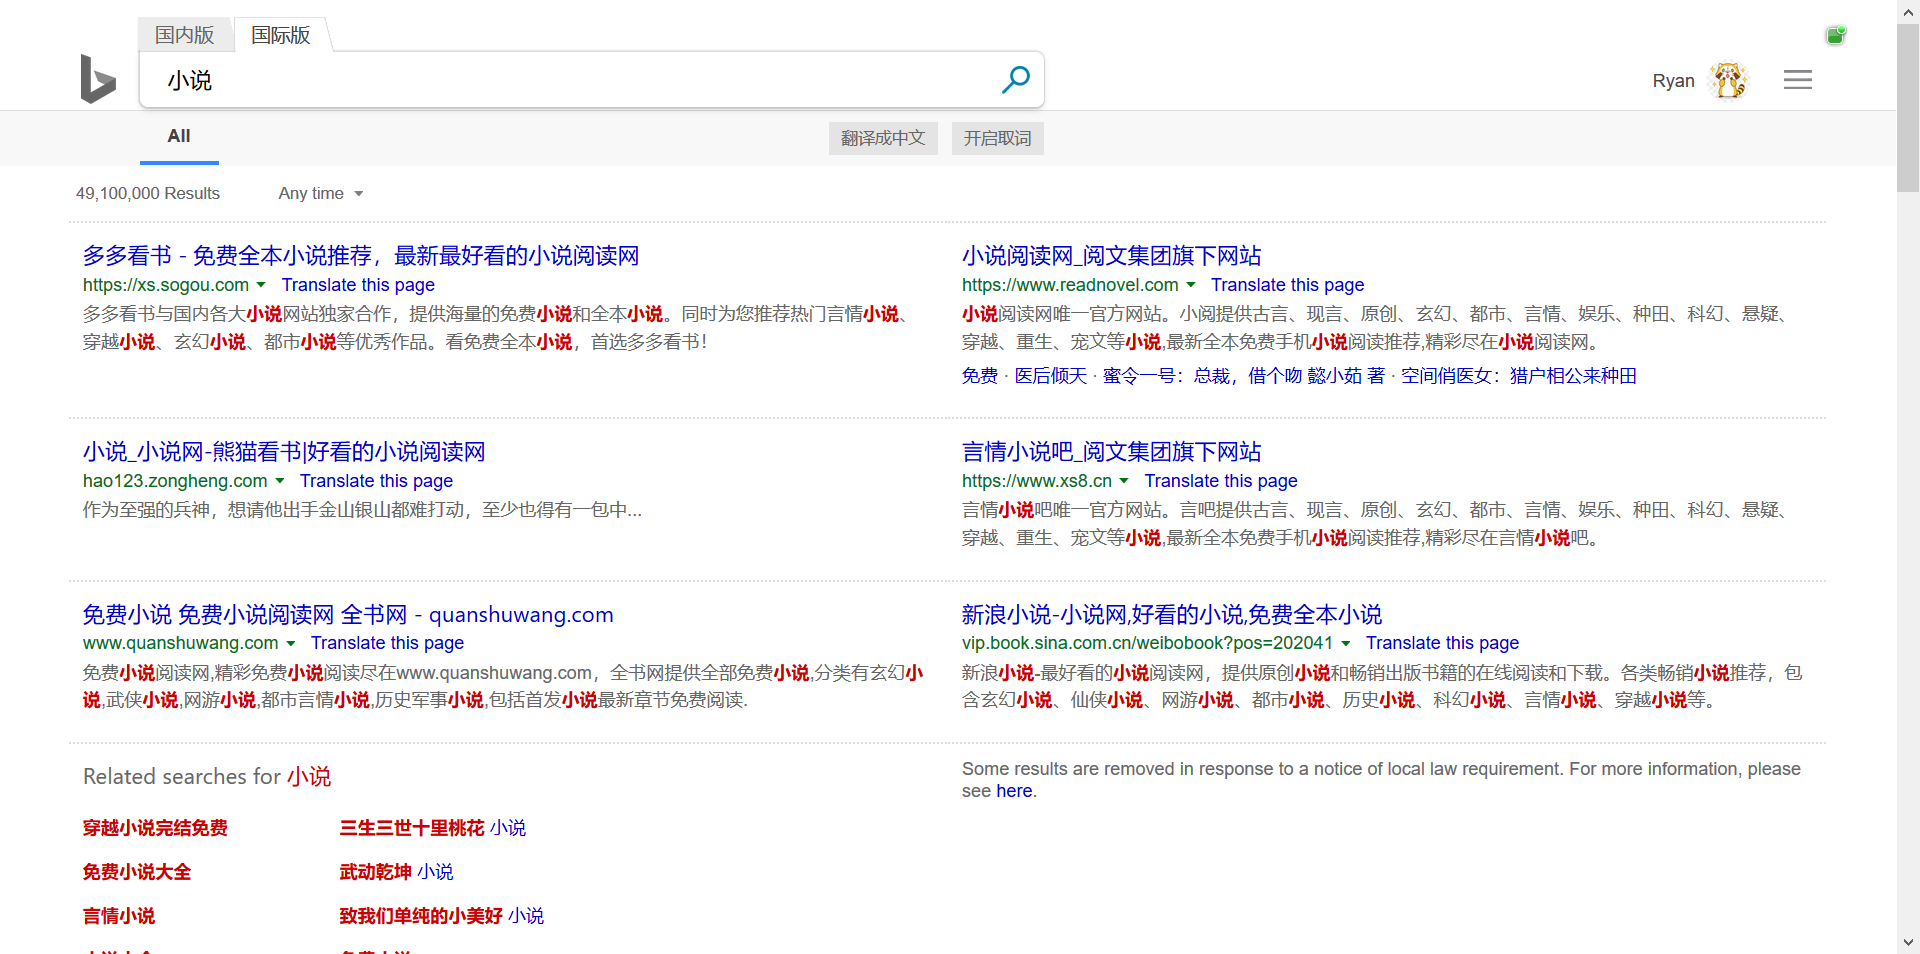 国内版
国际版
小说
Ryan
All
翻译成中文
开启取词
49,100,000 Results
Any time
多多看书 - 免费全本小说推荐，最新最好看的小说阅读网
https://xs.sogou.com
Translate this page
多多看书与国内各大小说网站独家合作，提供海量的免费小说和全本小说。同时为您推荐热门言情小说、
穿越小说、玄幻小说、都市小说等优秀作品。看免费全本小说，首选多多看书！
小说阅读网_阅文集团旗下网站
https://www.readnovel.com
Translate this page
小说阅读网唯一官方网站。小阅提供古言、现言、原创、玄幻、都市、言情、娱乐、种田、科幻、悬疑、
穿越、重生、宠文等小说,最新全本免费手机小说阅读推荐,精彩尽在小说阅读网。
免费 · 医后倾天 · 蜜令一号：总裁，借个吻 懿小茹 著 · 空间俏医女：猎户相公来种田
小说_小说网-熊猫看书|好看的小说阅读网
hao123.zongheng.com
Translate this page
作为至强的兵神，想请他出手金山银山都难打动，至少也得有一包中...
言情小说吧_阅文集团旗下网站
https://www.xs8.cn
Translate this page
言情小说吧唯一官方网站。言吧提供古言、现言、原创、玄幻、都市、言情、娱乐、种田、科幻、悬疑、
穿越、重生、宠文等小说,最新全本免费手机小说阅读推荐,精彩尽在言情小说吧。
免费小说 免费小说阅读网 全书网 - quanshuwang.com
www.quanshuwang.com
Translate this page
免费小说阅读网,精彩免费小说阅读尽在www.quanshuwang.com，全书网提供全部免费小说,分类有玄幻小
说,武侠小说,网游小说,都市言情小说,历史军事小说,包括首发小说最新章节免费阅读.
新浪小说-小说网,好看的小说,免费全本小说
vip.book.sina.com.cn/weibobook?pos=202041
Translate this page
新浪小说-最好看的小说阅读网，提供原创小说和畅销出版书籍的在线阅读和下载。各类畅销小说推荐，包
含玄幻小说、仙侠小说、网游小说、都市小说、历史小说、科幻小说、言情小说、穿越小说等。
Related searches for 小说
穿越小说完结免费
三生三世十里桃花 小说
免费小说大全
武动乾坤 小说
言情小说
致我们单纯的小美好 小说
Some results are removed in response to a notice of local law requirement. For more information, please
see here.